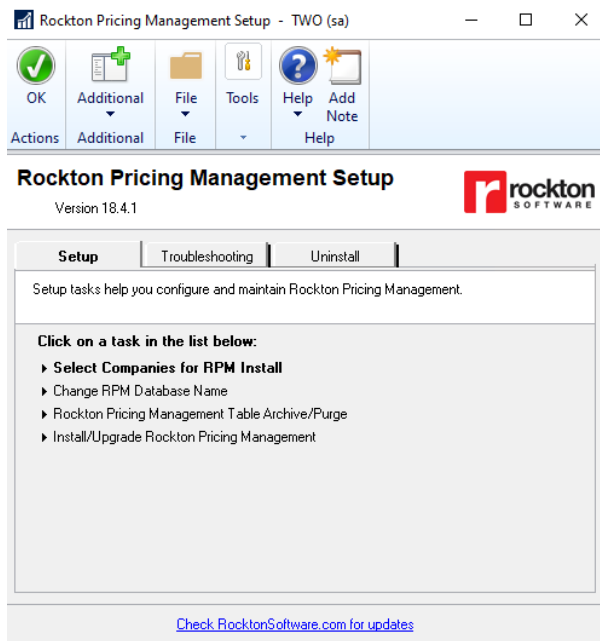 Rockton Pricing Management Setup - TWO (sa)
OK Additional File Tools Help Add Note
Actions Additional File Help
Rockton Pricing Management Setup
Version 18.4.1
rockton
SOFTWARE
Setup Troubleshooting Uninstall
Setup tasks help you configure and maintain Rockton Pricing Management.
Click on a task in the list below:
Select Companies for RPM Install
Change RPM Database Name
Rockton Pricing Management Table Archive/Purge
Install/Upgrade Rockton Pricing Management
Check RocktonSoftware.com for updates